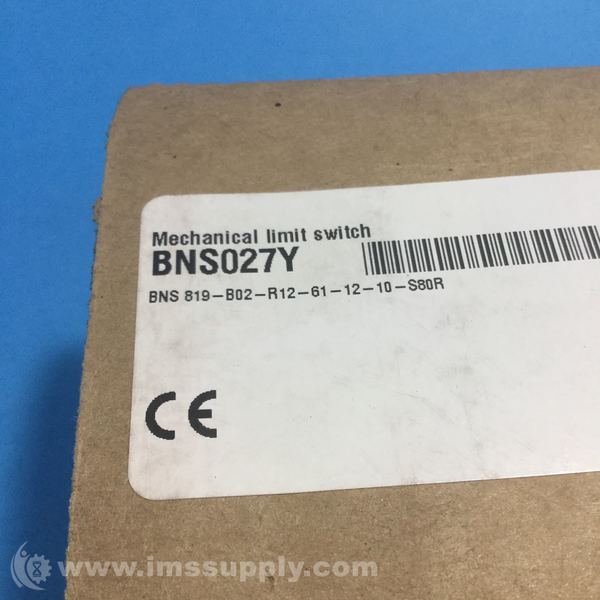 Mechanical limit switch
BNS027Y
BNS 819-B02-R12-61-12-10-S80R
CE
www.imssupply.com